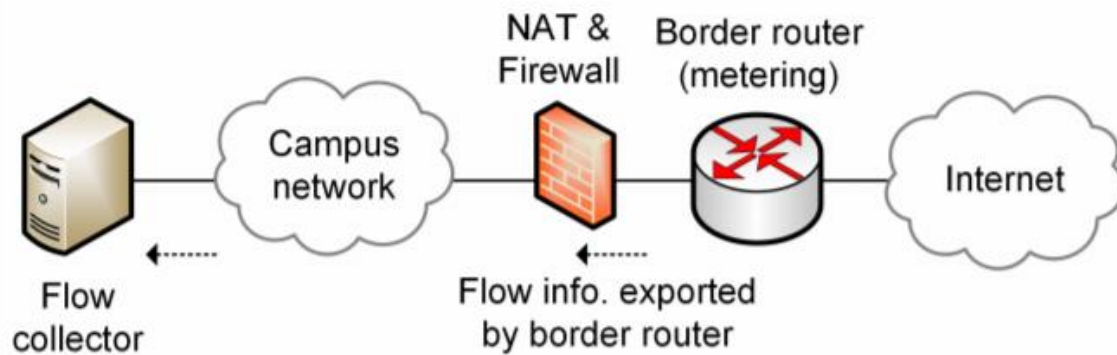 NAT &
Firewall
Border router
(metering)
Campus
network
Internet
Flow
collector
Flow info. exported
by border router